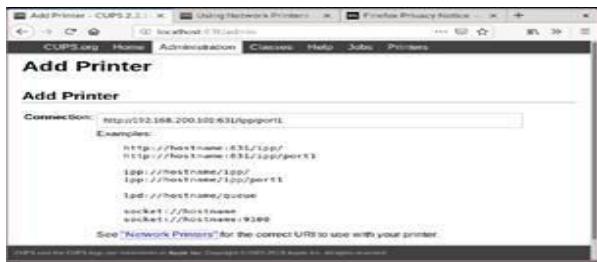 Add Printer - CUPS 2.2.
Using Network Printers
Firefox Privacy Notice
localhost:631/admin
CUPS.org Home Administration Classes Help Jobs Printers
Add Printer
Add Printer
Connection: http://192.168.200.101:631/ipp/port1
Examples:
http://hostname:631/ipp/
http://hostname:631/ipp/port1
ipp://hostname/ipp/
ipp://hostname/ipp/port1
lpd://hostname/queue
socket://hostname
socket://hostname:9100
See "Network Printers" for the correct URI to use with your printer.